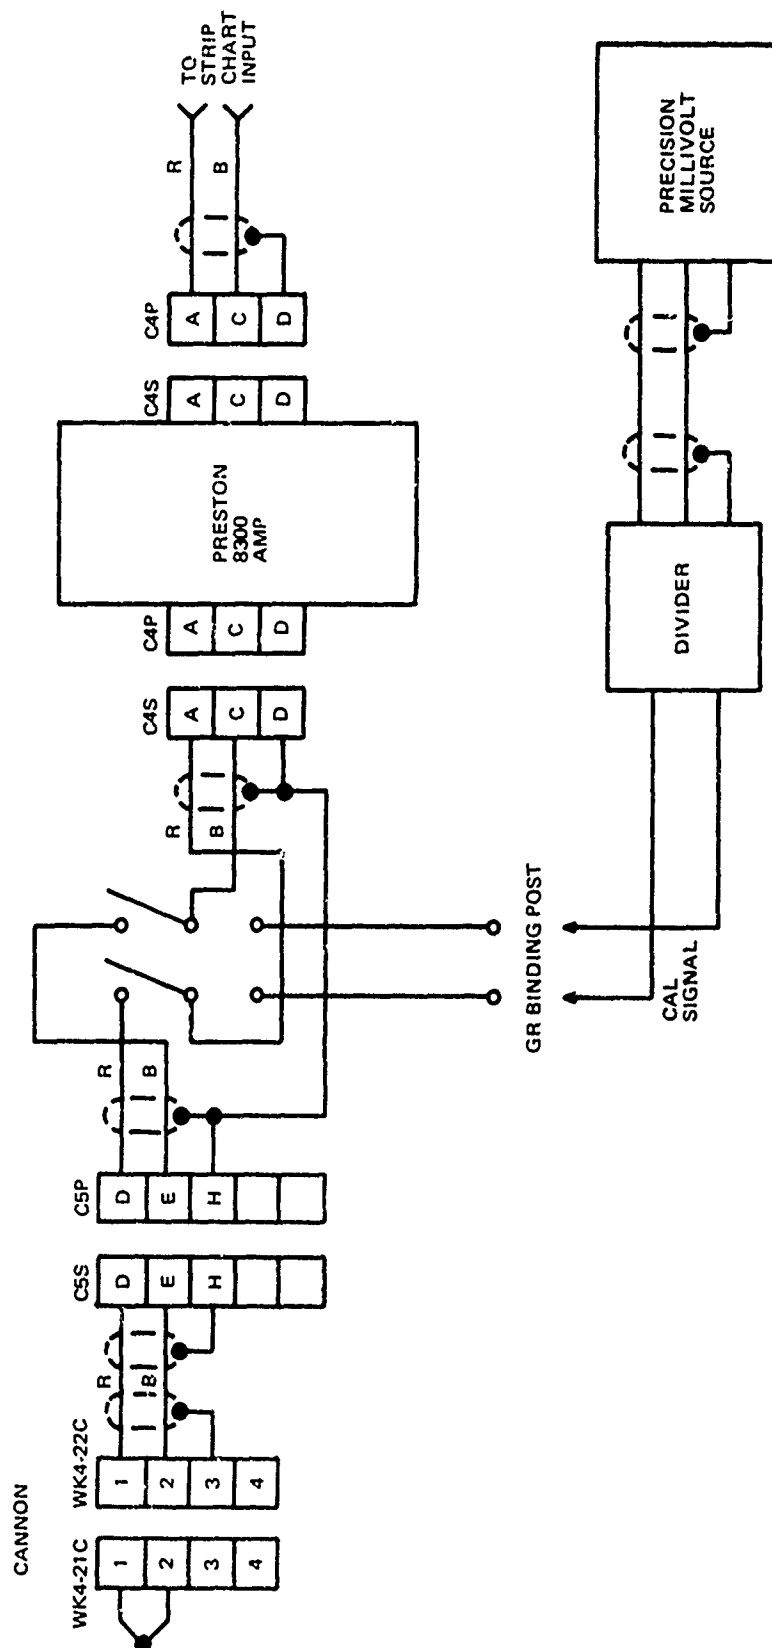 CANNON
WK4-21C
1
2
3
4
WK4-22C
1
2
3
4
R
B
C5S
D
E
H
C5P
D
E
H
R
B
R
B
C4S
A
C
D
C4P
A
C
D
PRESTON
8300
AMP
C4S
A
C
D
C4P
A
C
D
R
B
TO
STRIP
CHART
INPUT
GR BINDING POST
CAL
SIGNAL
DIVIDER
PRECISION
MILLIVOLT
SOURCE